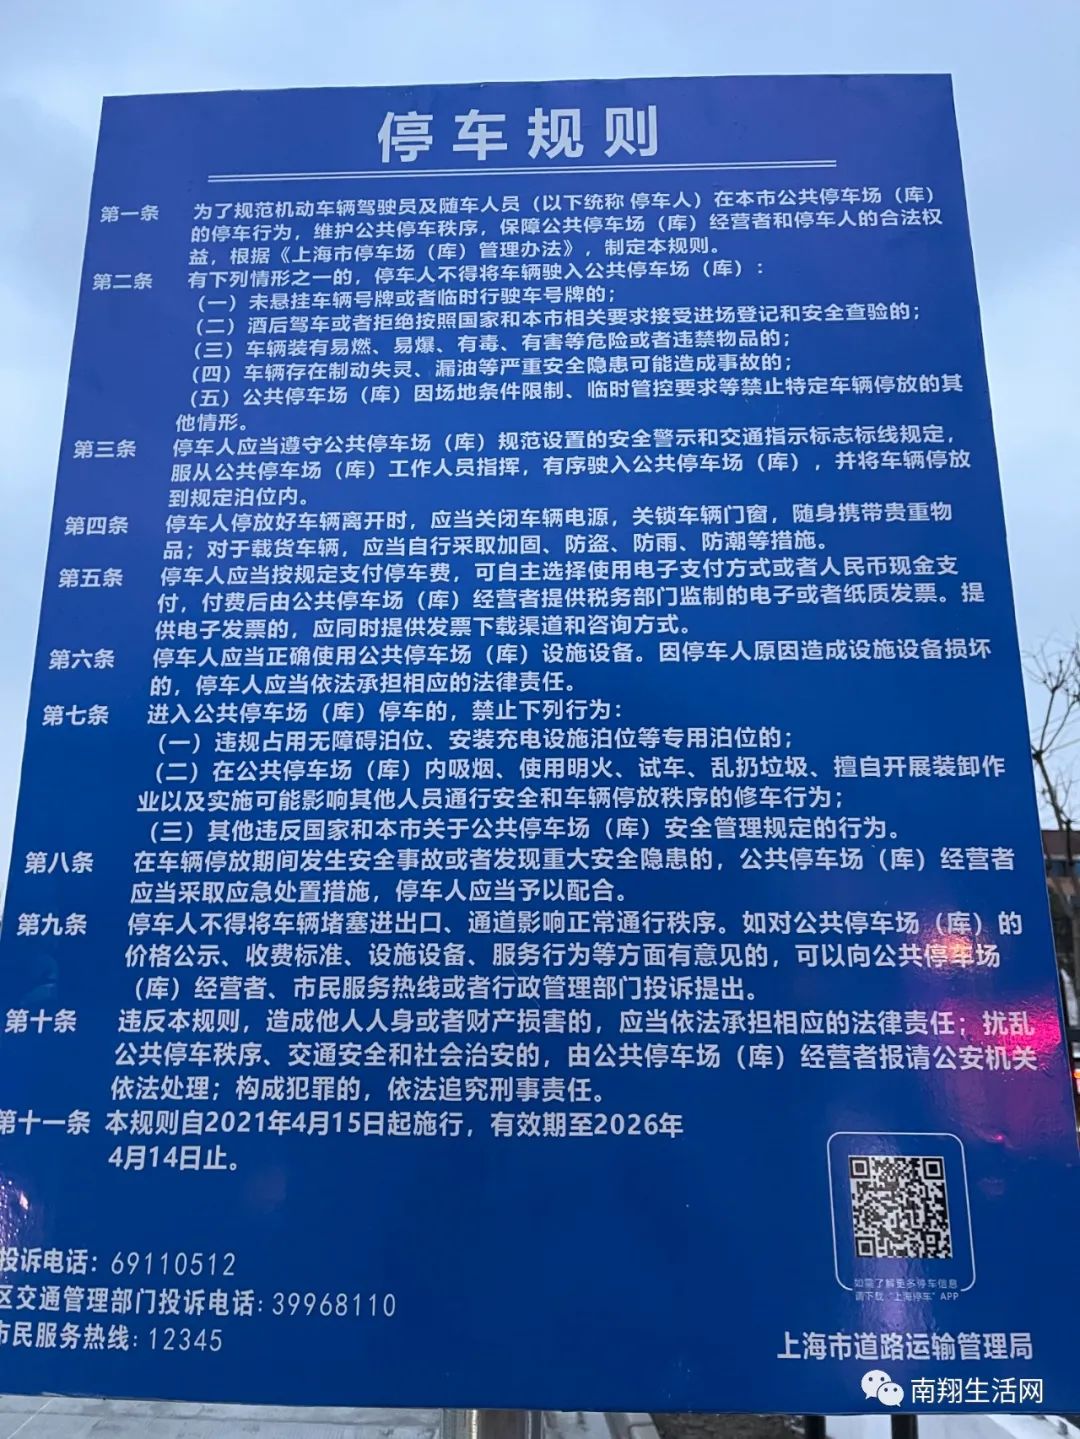 停车规则
第一条 为了规范机动车辆驾驶员及随车人员（以下统称 停车人）在本市公共停车场（库）
的停车行为，维护公共停车秩序，保障公共停车场（库）经营者和停车人的合法权
益，根据《上海市停车场（库）管理办法》，制定本规则。
第二条 有下列情形之一的，停车人不得将车辆驶入公共停车场（库）：
（一）未悬挂车辆号牌或者临时行驶车号牌的；
（二）酒后驾车或者拒绝按照国家和本市相关要求接受进场登记和安全查验的；
（三）车辆装有易燃、易爆、有毒、有害等危险或者违禁物品的；
（四）车辆存在制动失灵、漏油等严重安全隐患可能造成事故的；
（五）公共停车场（库）因场地条件限制、临时管控要求等禁止特定车辆停放的其
他情形。
第三条 停车人应当遵守公共停车场（库）规范设置的安全警示和交通指示标志标线规定，
服从公共停车场（库）工作人员指挥，有序驶入公共停车场（库），并将车辆停放
到规定泊位内。
第四条 停车人停放好车辆离开时，应当关闭车辆电源，关锁车辆门窗，随身携带贵重物
品；对于载货车辆，应当自行采取加固、防盗、防雨、防潮等措施。
第五条 停车人应当按规定支付停车费，可自主选择使用电子支付方式或者人民币现金支
付，付费后由公共停车场（库）经营者提供税务部门监制的电子或者纸质发票。提
供电子发票的，应同时提供发票下载渠道和咨询方式。
第六条 停车人应当正确使用公共停车场（库）设施设备。因停车人原因造成设施设备损坏
的，停车人应当依法承担相应的法律责任。
第七条 进入公共停车场（库）停车的，禁止下列行为：
（一）违规占用无障碍泊位、安装充电设施泊位等专用泊位的；
（二）在公共停车场（库）内吸烟、使用明火、试车、乱扔垃圾、擅自开展装卸作
业以及实施可能影响其他人员通行安全和车辆停放秩序的修车行为；
（三）其他违反国家和本市关于公共停车场（库）安全管理规定的行为。
第八条 在车辆停放期间发生安全事故或者发现重大安全隐患的，公共停车场（库）经营者
应当采取应急处置措施，停车人应当予以配合。
第九条 停车人不得将车辆堵塞进出口、通道影响正常通行秩序。如对公共停车场（库）的
价格公示、收费标准、设施设备、服务行为等方面有意见的，可以向公共停车场
（库）经营者、市民服务热线或者行政管理部门投诉提出。
第十条 违反本规则，造成他人人身或者财产损害的，应当依法承担相应的法律责任；扰乱
公共停车秩序、交通安全和社会治安的，由公共停车场（库）经营者报请公安机关
依法处理；构成犯罪的，依法追究刑事责任。
第十一条 本规则自2021年4月15日起施行，有效期至2026年
4月14日止。
投诉电话：69110512
区交通管理部门投诉电话：39968110
市民服务热线：12345
如需了解更多停车信息
请下载“上海停车”APP
上海市道路运输管理局
南翔生活网